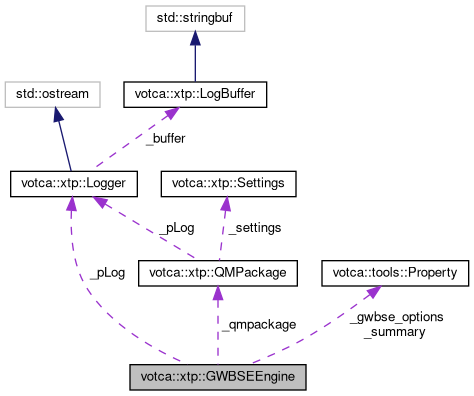 std::stringbuf
std::ostream
votca::xtp::LogBuffer
_buffer
votca::xtp::Logger
votca::xtp::Settings
_pLog
_settings
_pLog
votca::xtp::QMPackage
votca::tools::Property
_qmpackage
_gwbse_options
_summary
votca::xtp::GWBSEEngine